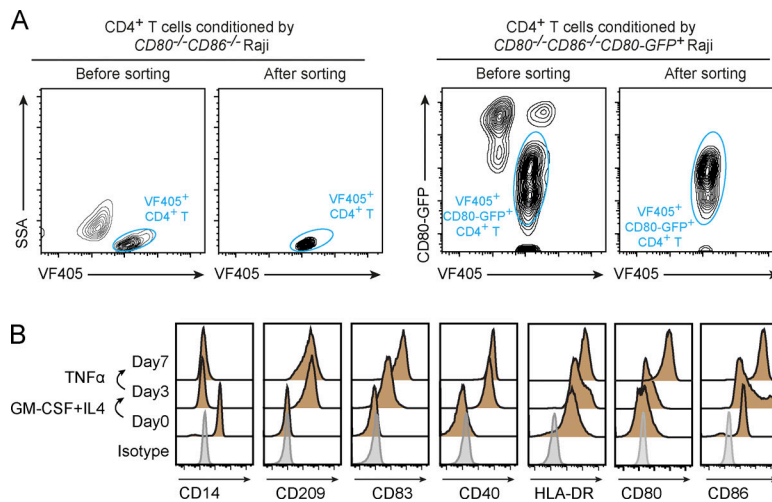 A
CD4+ T cells conditioned by
CD80-/-CD86-/- Raji
Before sorting
After sorting
SSA
VF405+
CD4+ T
VF405+
CD4+ T
VF405
VF405
CD4+ T cells conditioned by
CD80-/-CD86-/-CD80-GFP+ Raji
Before sorting
After sorting
CD80-GFP
VF405+
CD80-GFP+
CD4+ T
VF405+
CD80-GFP+
CD4+ T
VF405
VF405
B
TNFα
GM-CSF+IL4
Day7
Day3
Day0
Isotype
CD14
CD209
CD83
CD40
HLA-DR
CD80
CD86